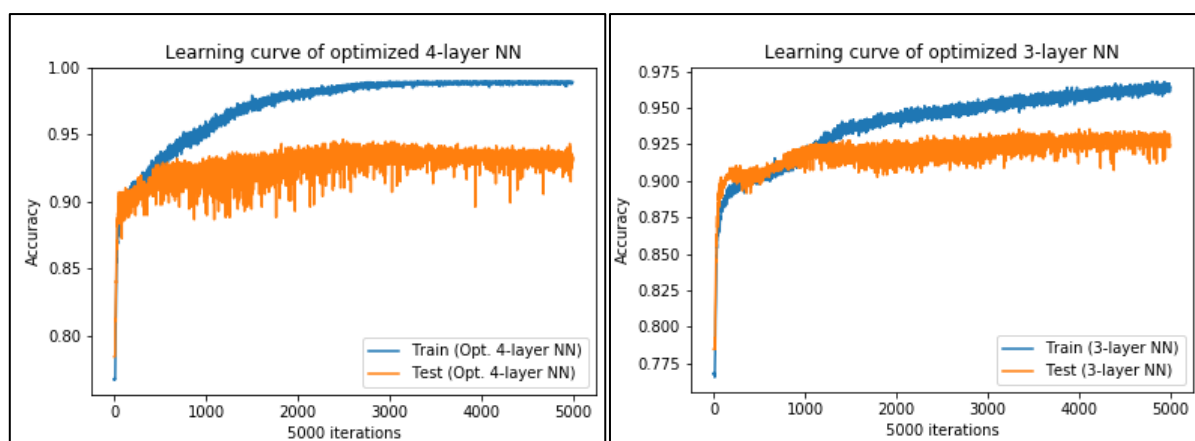 Learning curve of optimized 4-layer NN
1.00
0.95
0.90
0.85
0.80
Accuracy
0 1000 2000 3000 4000 5000
5000 iterations
Train (Opt. 4-layer NN)
Test (Opt. 4-layer NN)
Learning curve of optimized 3-layer NN
0.975
0.950
0.925
0.900
0.875
0.850
0.825
0.800
0.775
Accuracy
0 1000 2000 3000 4000 5000
5000 iterations
Train (3-layer NN)
Test (3-layer NN)